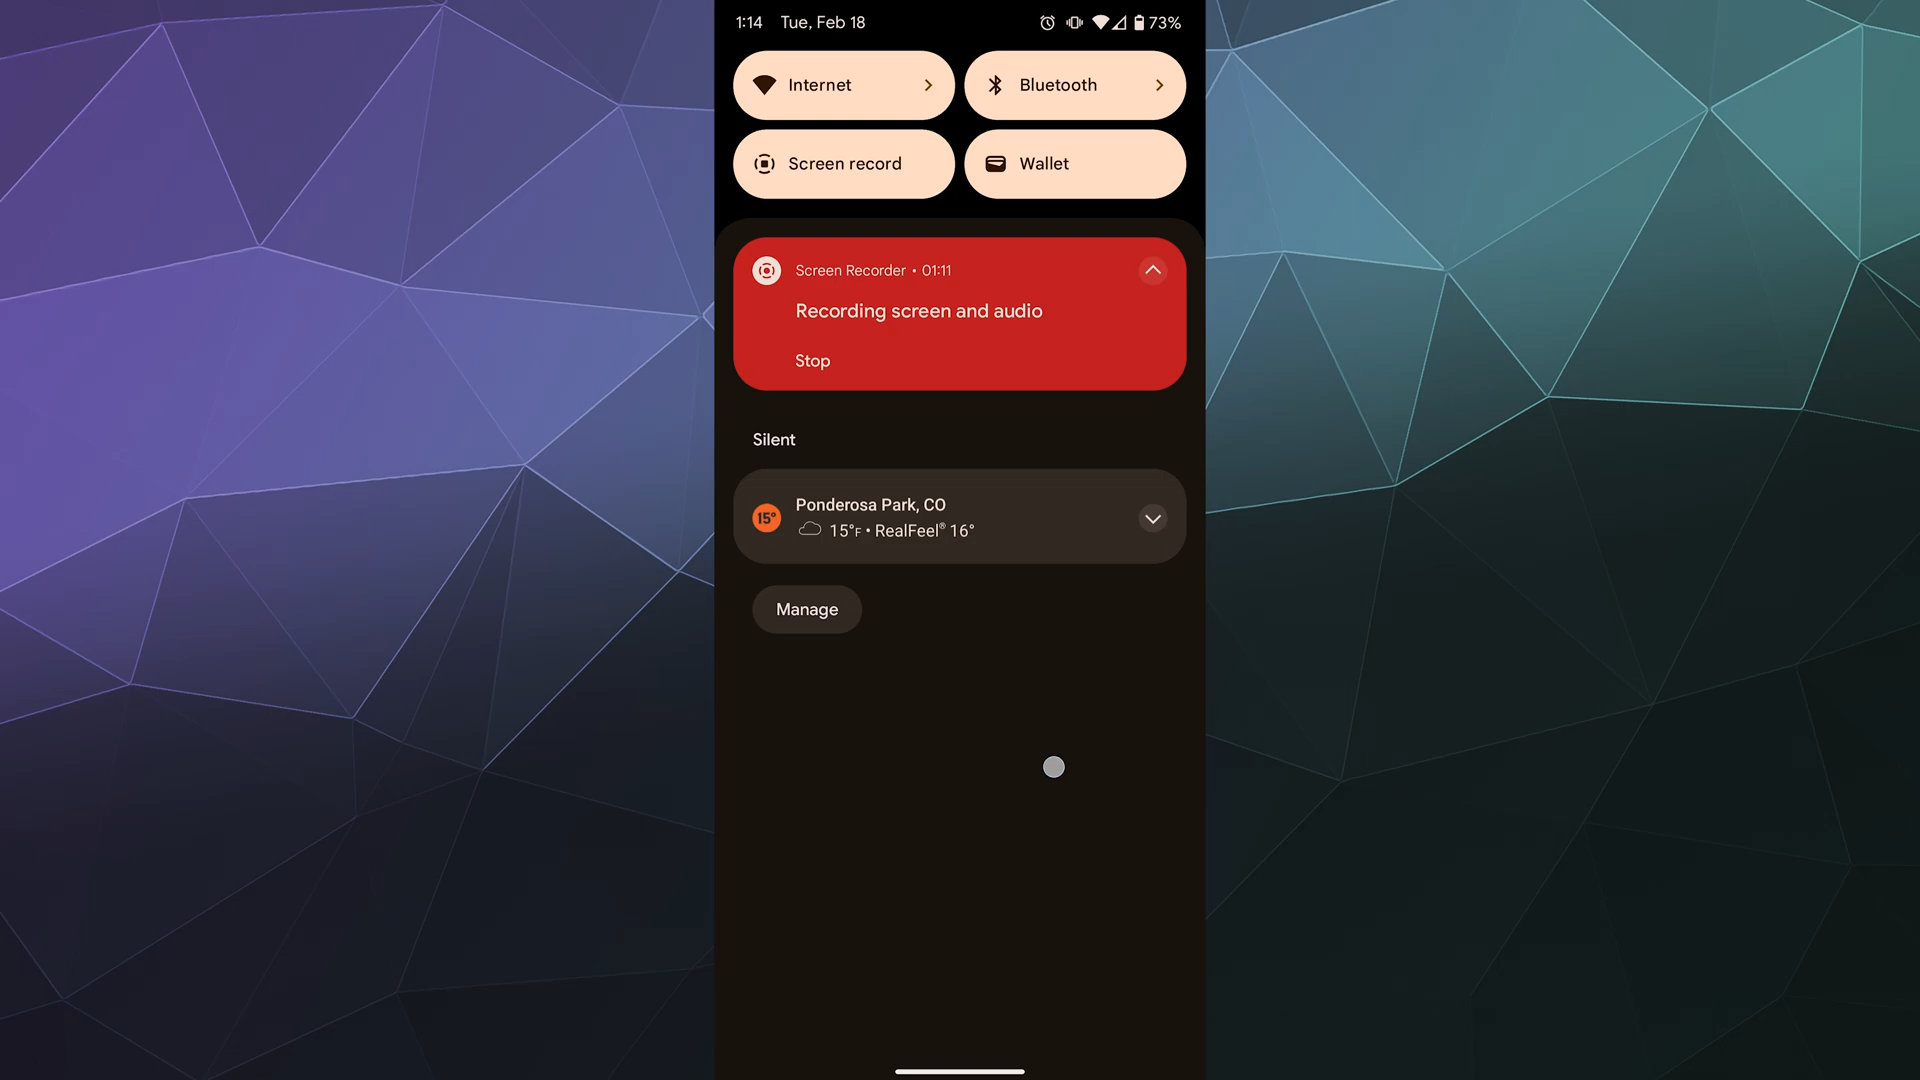 1:14 Tue, Feb 18 73%
Internet Bluetooth
Screen record Wallet
Screen Recorder • 01:11
Recording screen and audio
Stop
Silent
15° Ponderosa Park, CO
15°F • RealFeel® 16°
Manage